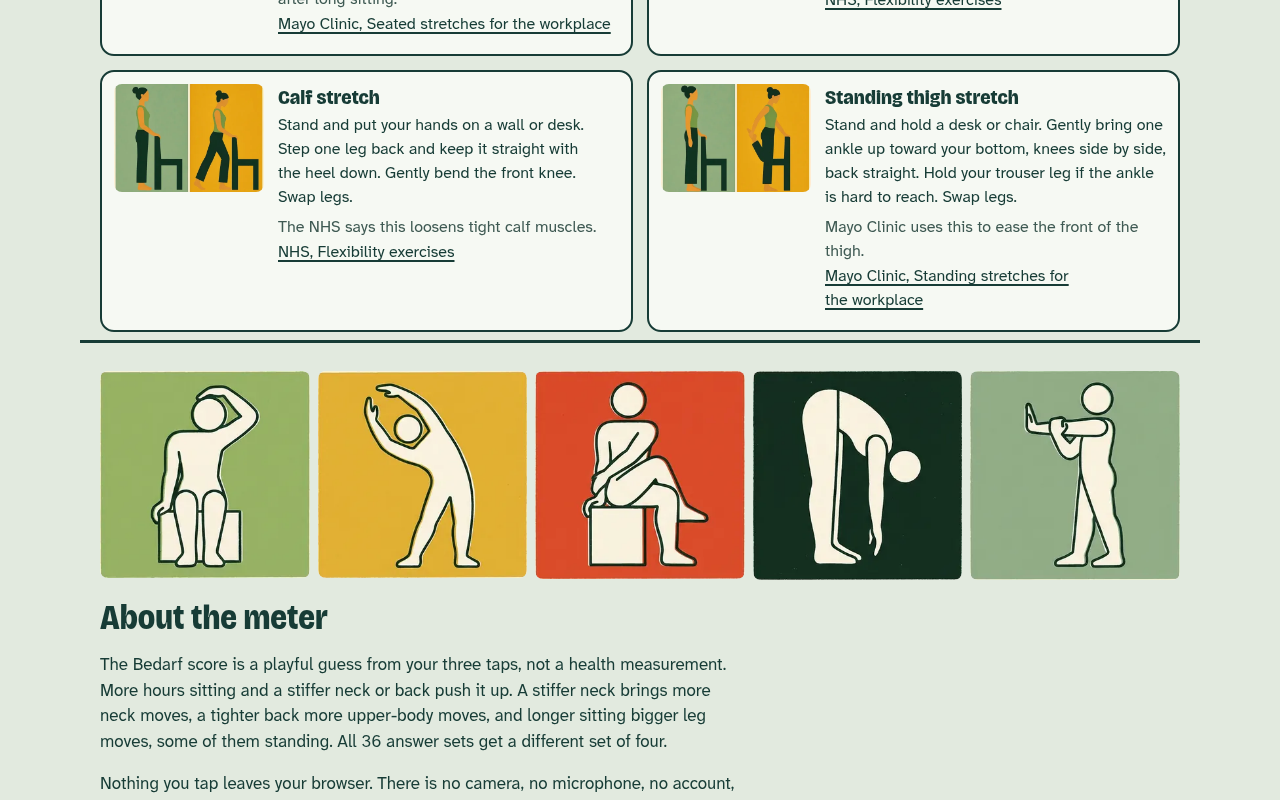 after long sitting.
Mayo Clinic, Seated stretches for the workplace
NHS, Flexibility exercises
Calf stretch
Stand and put your hands on a wall or desk.
Step one leg back and keep it straight with
the heel down. Gently bend the front knee.
Swap legs.
The NHS says this loosens tight calf muscles.
NHS, Flexibility exercises
Standing thigh stretch
Stand and hold a desk or chair. Gently bring one
ankle up toward your bottom, knees side by side,
back straight. Hold your trouser leg if the ankle
is hard to reach. Swap legs.
Mayo Clinic uses this to ease the front of the
thigh.
Mayo Clinic, Standing stretches for
the workplace
About the meter
The Bedarf score is a playful guess from your three taps, not a health measurement.
More hours sitting and a stiffer neck or back push it up. A stiffer neck brings more
neck moves, a tighter back more upper-body moves, and longer sitting bigger leg
moves, some of them standing. All 36 answer sets get a different set of four.
Nothing you tap leaves your browser. There is no camera, no microphone, no account,